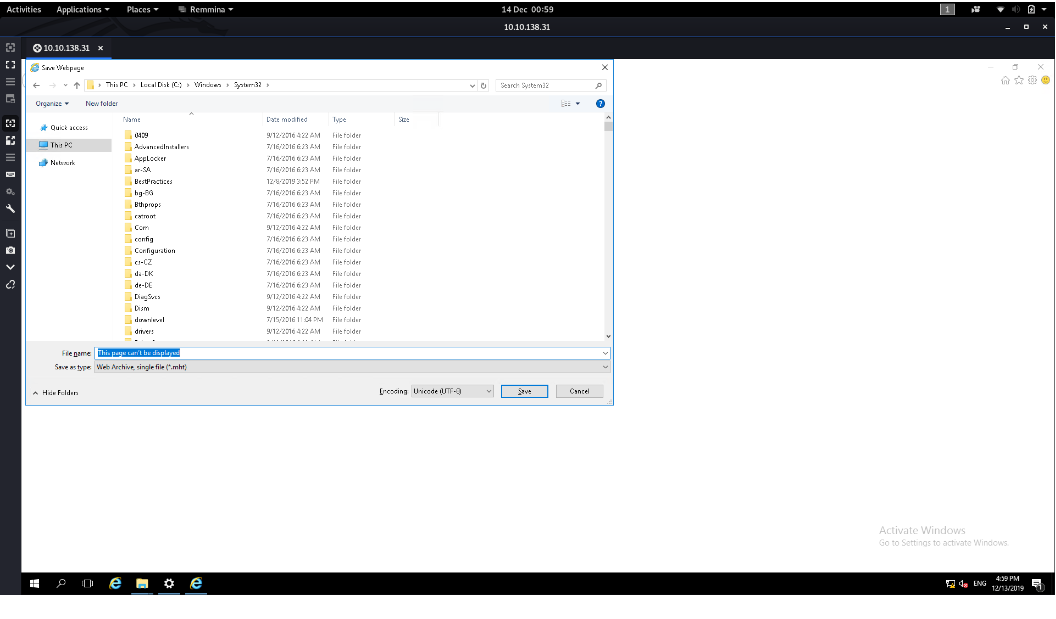 Activities Applications Places Remmina 14 Dec 00:59 1
10.10.138.31
10.10.138.31
Save Webpage
This PC Local Disk (C:) Windows System32 Search System32
Organize New folder
Name Date modified Type Size
Quick access
This PC
Network
0409 9/12/2016 4:22 AM File folder
AdvancedInstallers 7/16/2016 6:23 AM File folder
AppLocker 7/16/2016 6:23 AM File folder
ar-SA 7/16/2016 6:23 AM File folder
BestPractices 12/8/2019 3:52 PM File folder
bg-BG 7/16/2016 6:23 AM File folder
Bthprops 7/16/2016 6:23 AM File folder
catroot 7/16/2016 6:23 AM File folder
Com 9/12/2016 4:22 AM File folder
config 7/16/2016 6:23 AM File folder
Configuration 7/16/2016 6:23 AM File folder
cs-CZ 7/16/2016 6:23 AM File folder
da-DK 7/16/2016 6:23 AM File folder
de-DE 7/16/2016 6:23 AM File folder
DiagSvcs 9/12/2016 4:22 AM File folder
Dism 9/12/2016 4:22 AM File folder
downlevel 7/15/2016 11:04 PM File folder
drivers 9/12/2016 4:22 AM File folder
File name: This page can't be displayed
Save as type: Web Archive, single file (*.mht)
Hide Folders Encoding: Unicode (UTF-8) Save Cancel
Activate Windows
Go to Settings to activate Windows.
ENG 4:59 PM
12/13/2019 1